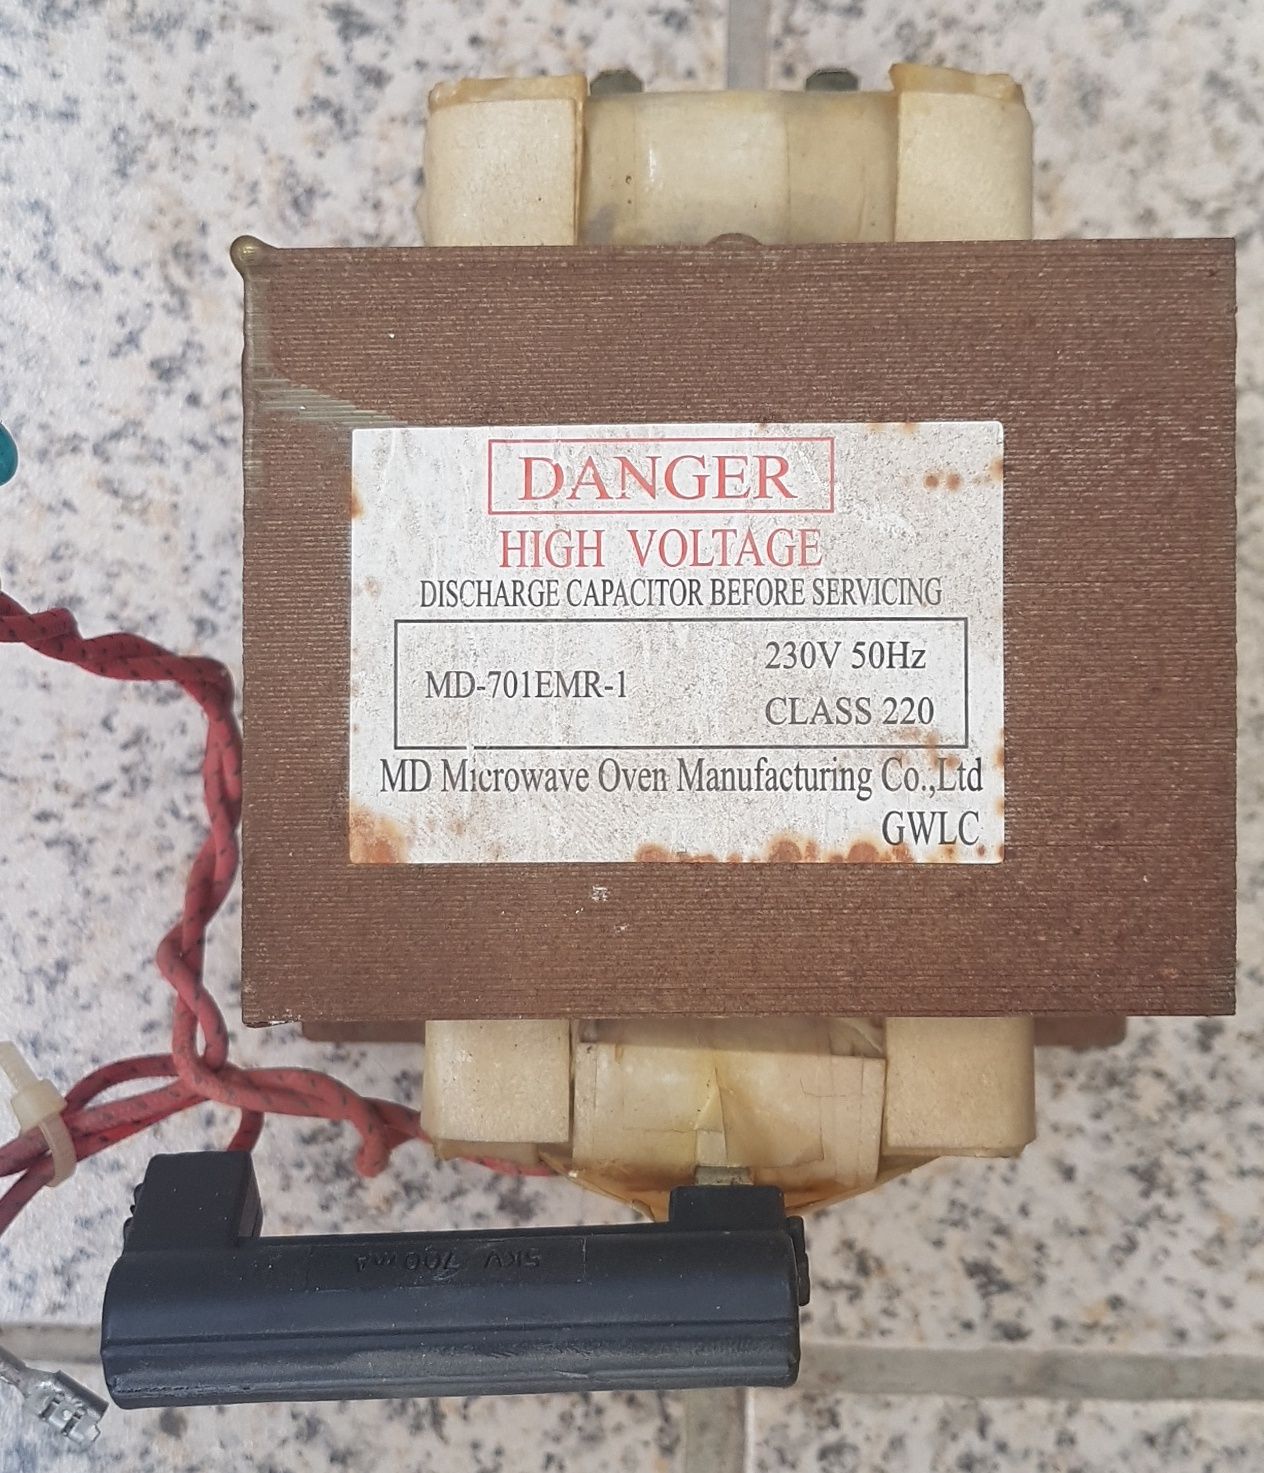 DANGER
HIGH VOLTAGE
DISCHARGE CAPACITOR BEFORE SERVICING
MD-701EMR-1
230V 50Hz
CLASS 220
MD Microwave Oven Manufacturing Co.,Ltd
GWLC
5KV 700mA